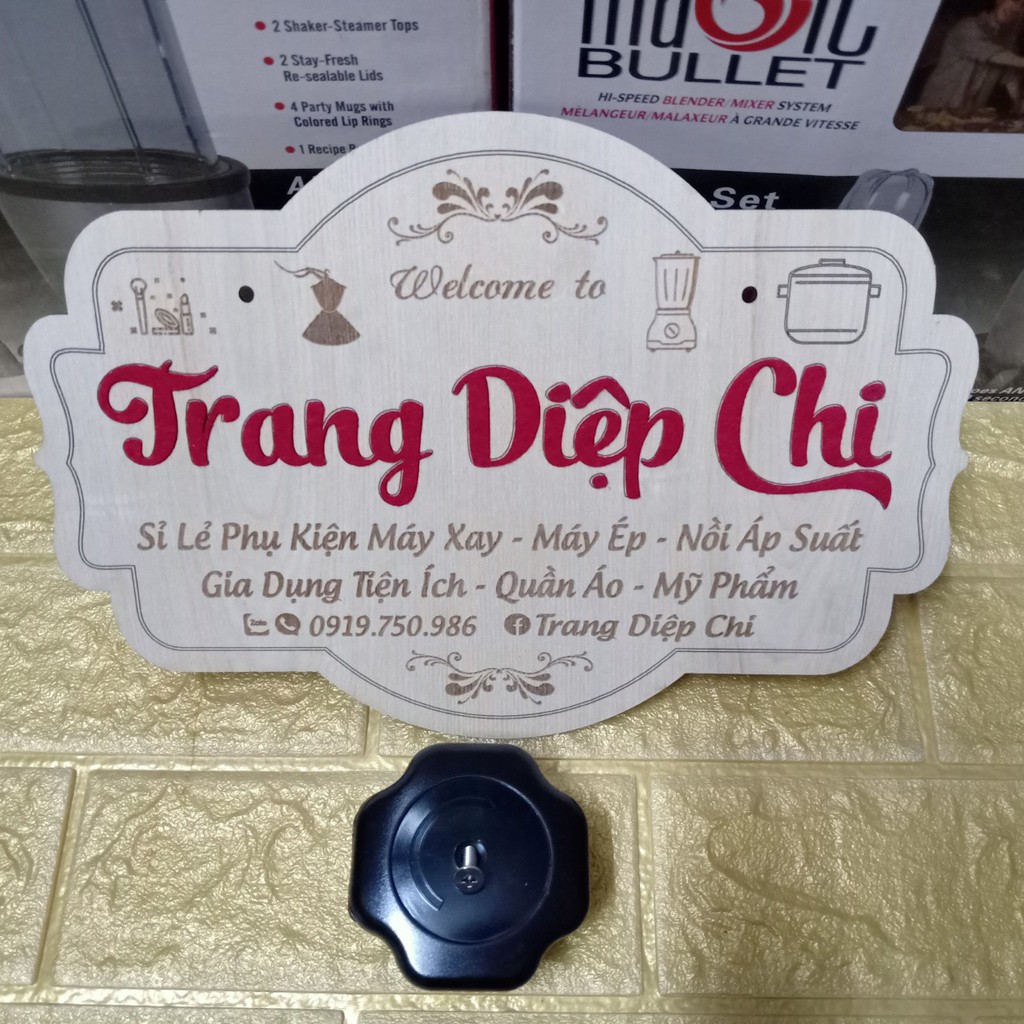 2 Shaker-Steamer Tops
2 Stay-Fresh
Re-sealable Lids
4 Party Mugs with
Colored Lip Rings
1 Recipe
BULLET
HI-SPEED BLENDER/MIXER SYSTEM
MÉLANGEUR/MALAXEUR À GRANDE VITESSE
Set
Welcome to
Trang Diệp Chi
Sỉ Lẻ Phụ Kiện Máy Xay - Máy Ép - Nồi Áp Suất
Gia Dụng Tiện Ích - Quần Áo - Mỹ Phẩm
Zalo 0919.750.986 Trang Diệp Chi